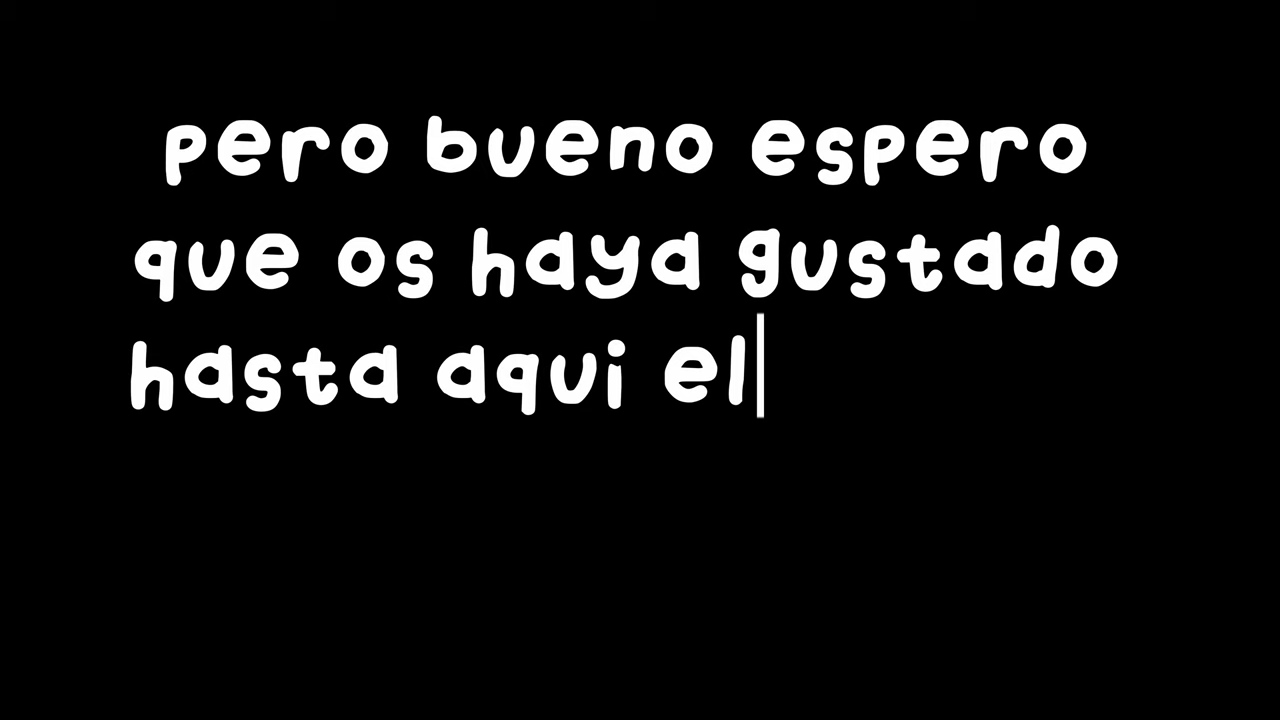 pero bueno espero
que os haya gustado
hasta aqui el